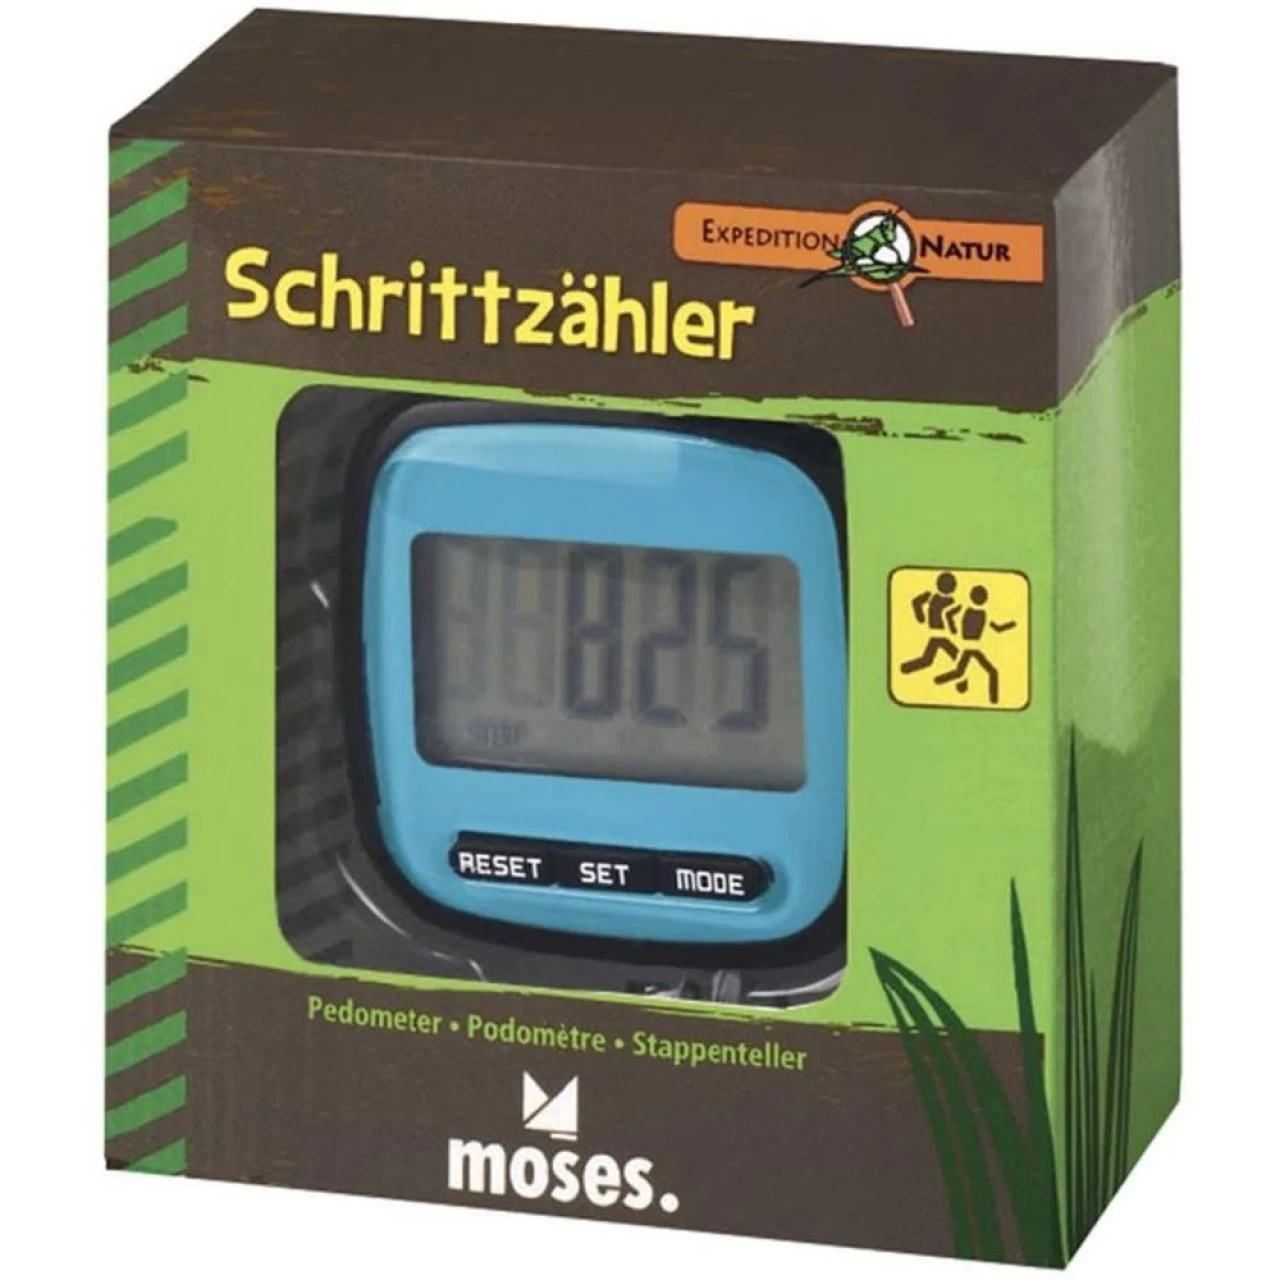 EXPEDITION NATUR
Schrittzähler
825
RESET SET MODE
Pedometer • Podomètre • Stappenteller
moses.